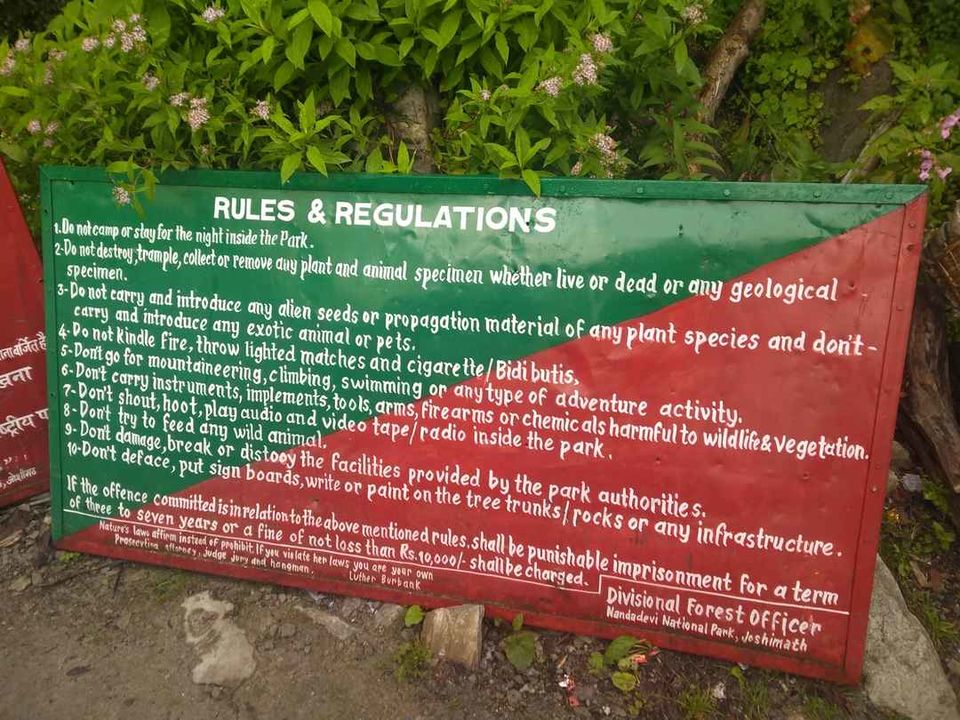 RULES & REGULATIONS
1.Do not camp or stay for the night inside the Park.
2-Do not destroy, trample, collect or remove any plant and animal specimen whether live or dead or any geological
specimen.
3-Do not carry and introduce any alien seeds or propagation material of any plant species and don't-
carry and introduce any exotic animal or pets.
4-Do not kindle fire, throw lighted matches and cigarette/Bidi butis,
5-Don't go for mountaineering, climbing, swimming or any type of adventure activity.
6-Don't carry instruments, implements, tools, arms, firearms or chemicals harmful to wildlife & vegetation.
7-Don't shout, hoot, play audio and video tape/radio inside the park.
8-Don't try to feed any wild animal.
9-Don't damage, break or distooy the facilities provided by the park authorities.
10-Don't deface, put sign boards, write or paint on the tree trunks/rocks or any infrastructure.
If the offence committed is in relation to the above mentioned rules. shall be punishable imprisonment for a term
of three to seven years or a fine of not loss than Rs.10,000/- shall be charged.
Nature's laws affirm instead of prohibit. If you violate her laws you are your own
Prosecuting attorney, judge jury and hangman.
Luther Burbank
Divisional Forest Officer
Nandadevi National Park, Joshimath